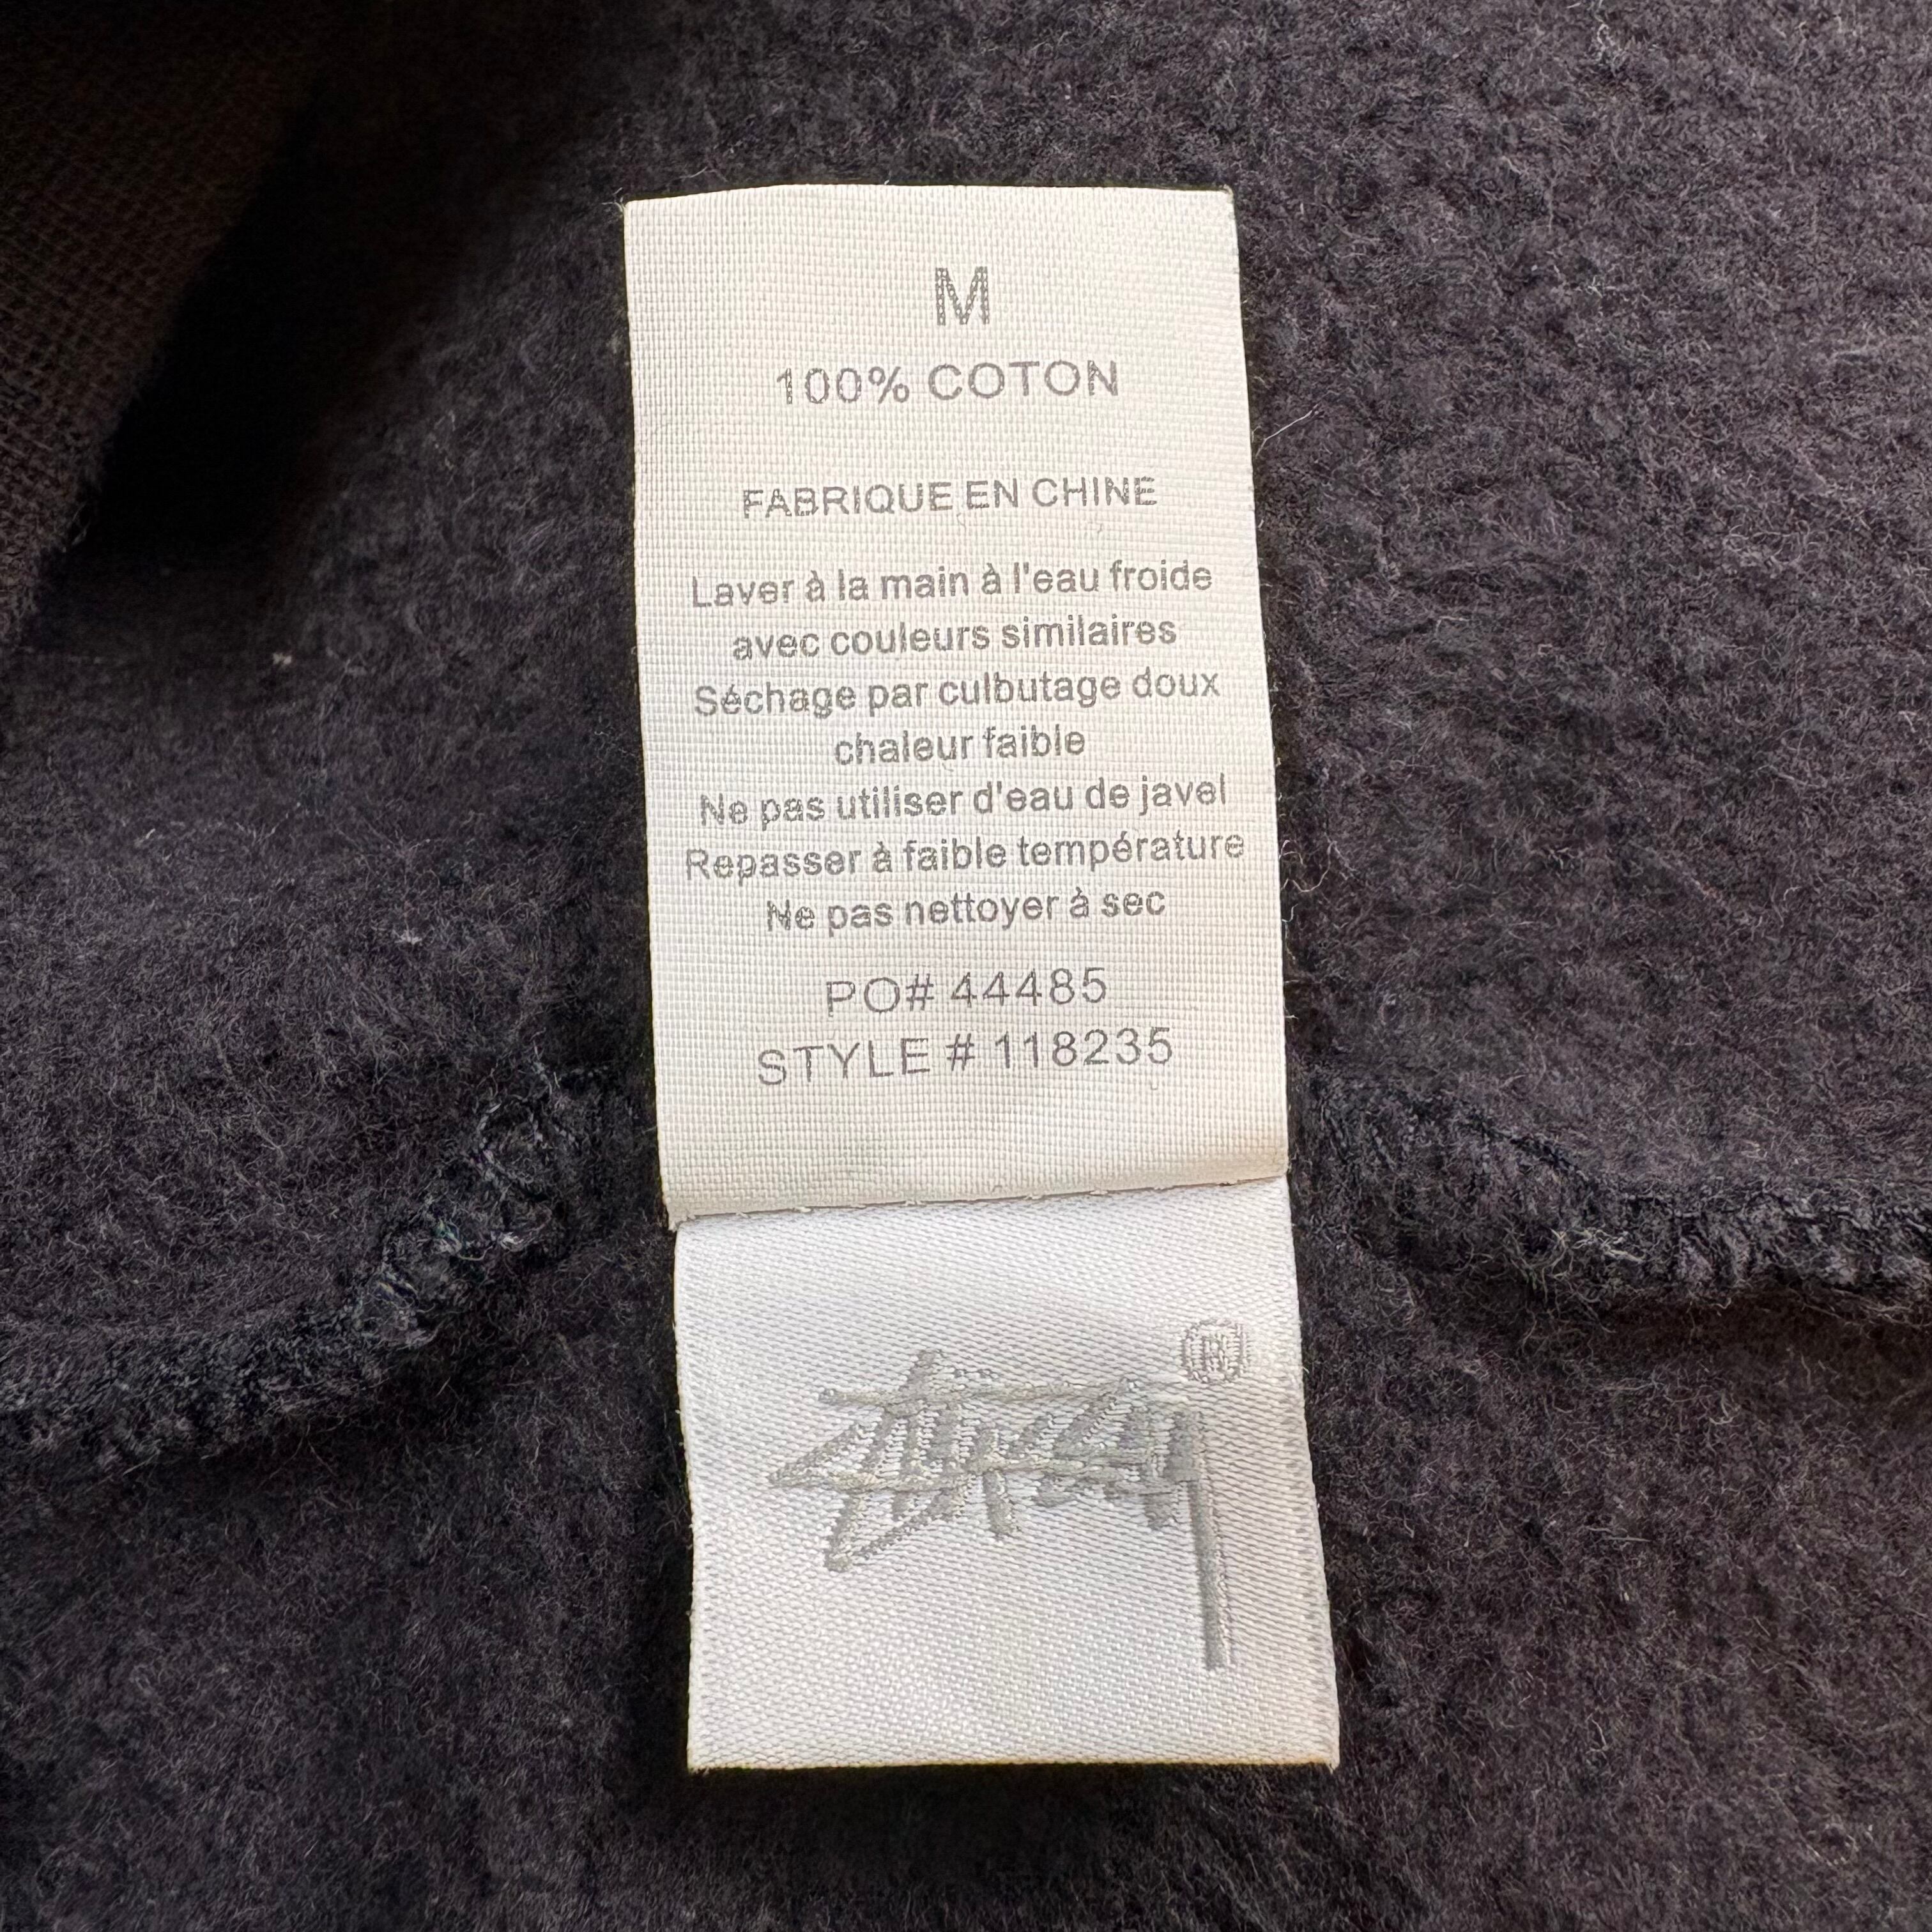 M
100% COTON
FABRIQUE EN CHINE
Laver à la main à l'eau froide
avec couleurs similaires
Séchage par culbutage doux
chaleur faible
Ne pas utiliser d'eau de javel
Repasser à faible température
Ne pas nettoyer à sec
PO# 44485
STYLE # 118235
Stüssy ®